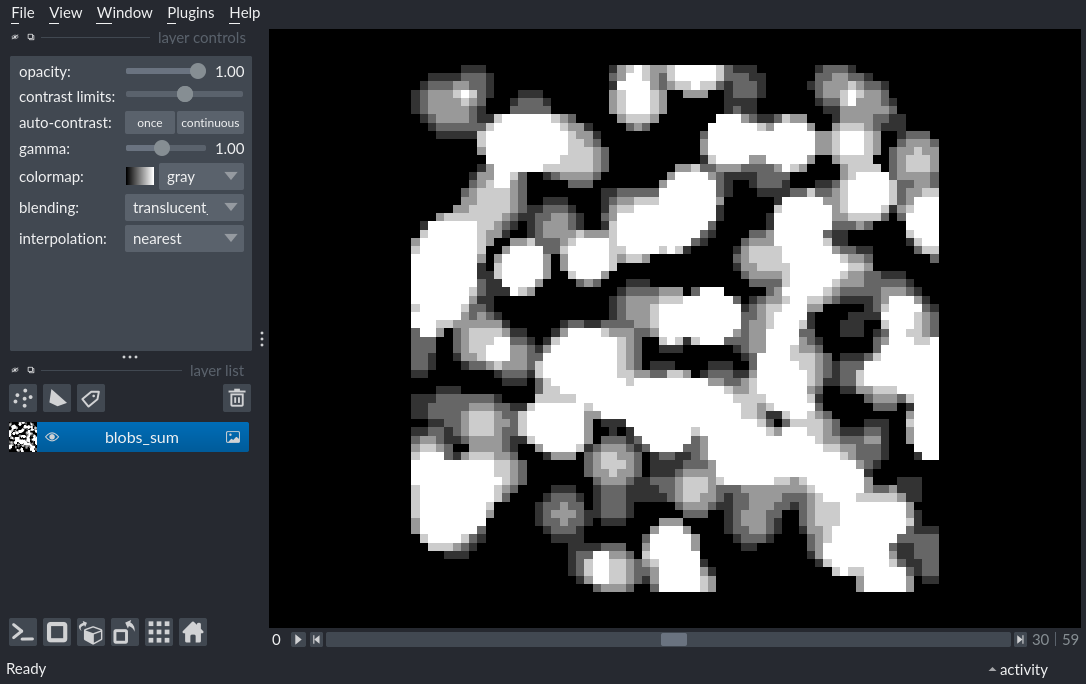 File View Window Plugins Help
layer controls
opacity: 1.00
contrast limits:
auto-contrast: once continuous
gamma: 1.00
colormap: gray
blending: translucent
interpolation: nearest
layer list
blobs_sum
0 30 59
Ready activity